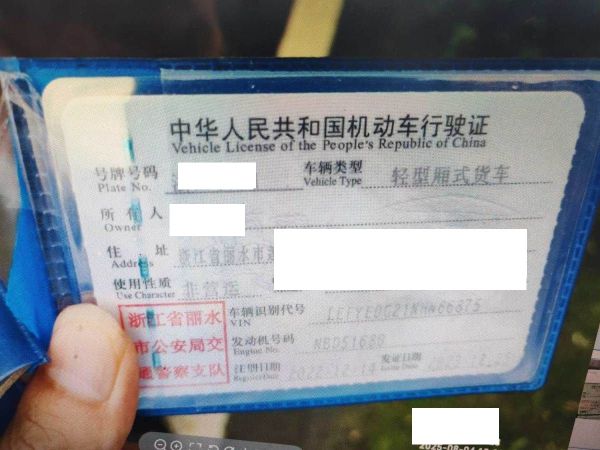 中华人民共和国机动车行驶证
Vehicle License of the People's Republic of China
号牌号码
Plate No.
车辆类型 轻型厢式货车
Vehicle Type
所有人
Owner
住址 浙江省丽水市
Address
使用性质 非营运
Use Character
浙江省丽水
市公安局交
通警察支队
车辆识别代号
VIN
发动机号码
Engine No.
注册日期 2022-12-14
Register Date
发证日期
Issue Date